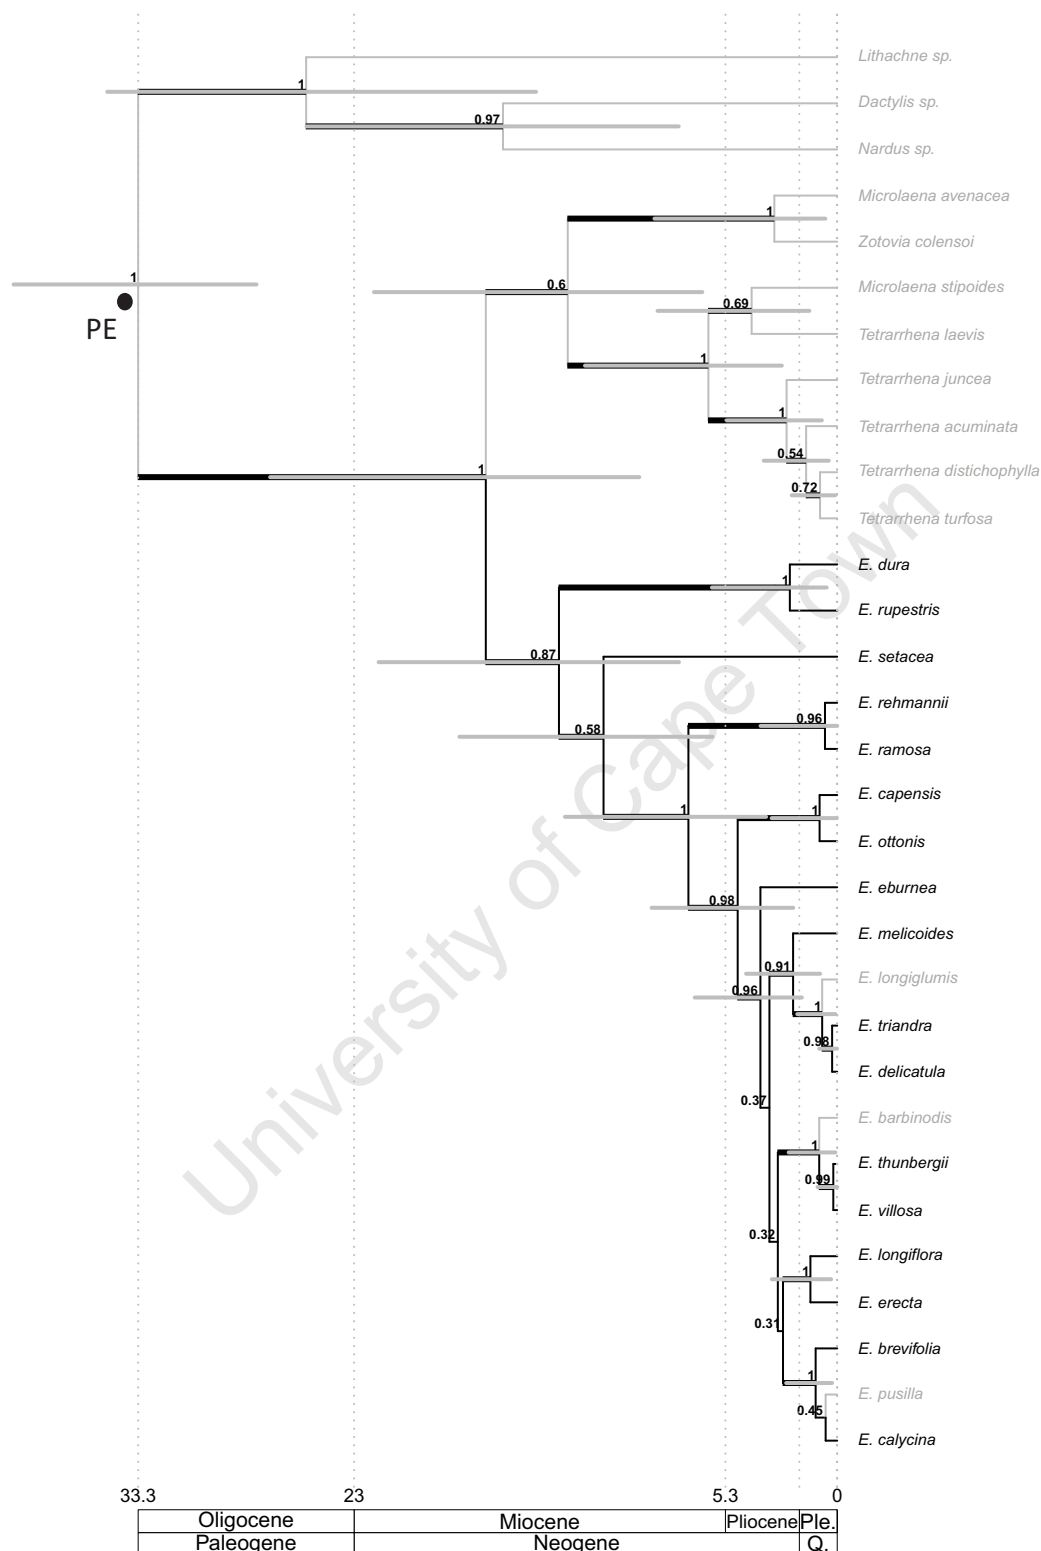 1
Lithachne sp.
Dactylis sp.
0.97
Nardus sp.
Microlaena avenacea
1
Zotovia colensoi
1
PE
0.6
Microlaena stipoides
0.69
Tetrarrhena laevis
1
Tetrarrhena juncea
1
Tetrarrhena acuminata
0.54
Tetrarrhena distichophylla
0.72
Tetrarrhena turfosa
1
E. dura
1
E. rupestris
0.87
E. setacea
E. rehmannii
0.96
0.58
E. ramosa
E. capensis
1
1
E. ottonis
E. eburnea
0.98
E. melicoides
0.91
E. longiglumis
0.96
1
E. triandra
0.98
E. delicatula
0.37
E. barbinodis
1
E. thunbergii
0.99
E. villosa
0.32
E. longiflora
1
E. erecta
0.31
E. brevifolia
1
E. pusilla
0.45
E. calycina
University of Cape Town
33.3 23 5.3 0
Oligocene Miocene Pliocene Ple.
Paleogene Neogene Q.